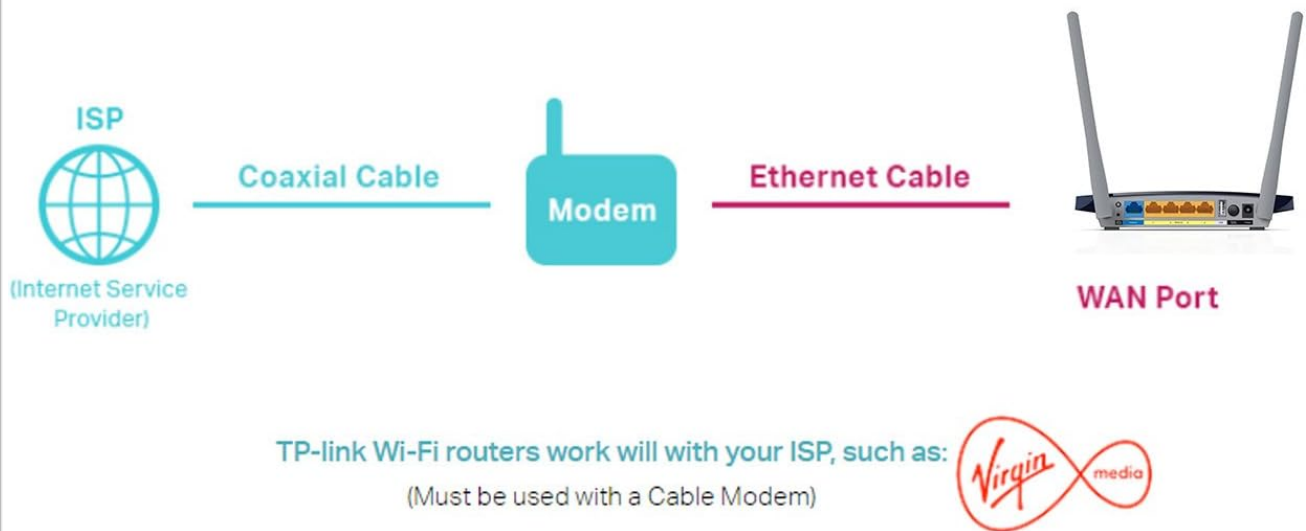 ISP
Coaxial Cable
Modem
Ethernet Cable
(Internet Service
Provider)
WAN Port
TP-link Wi-Fi routers work will with your ISP, such as:
Virgin media
(Must be used with a Cable Modem)